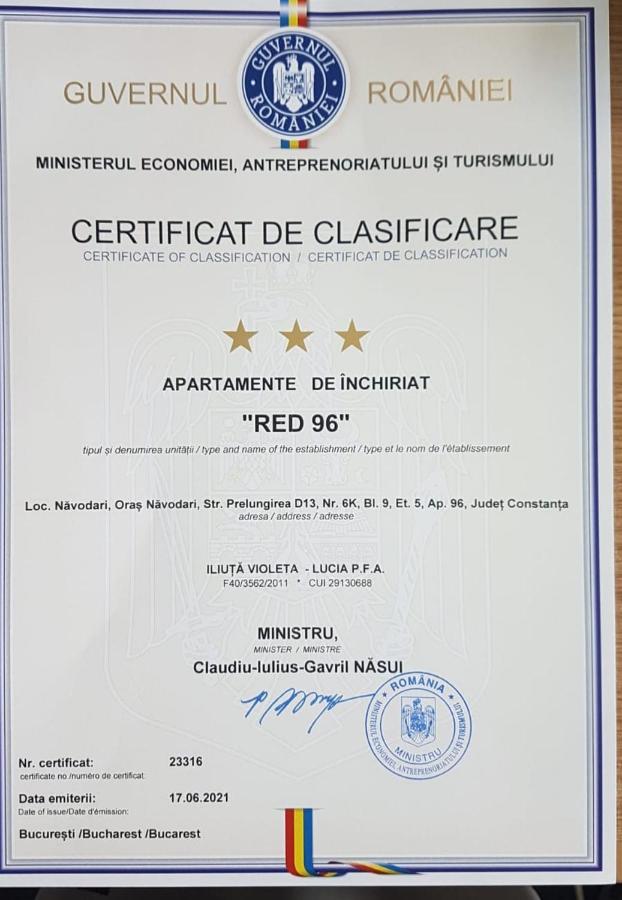 GUVERNUL ROMÂNIEI
GUVERNUL ROMÂNIEI
MINISTERUL ECONOMIEI, ANTREPRENORIATULUI ȘI TURISMULUI
CERTIFICAT DE CLASIFICARE
CERTIFICATE OF CLASSIFICATION / CERTIFICAT DE CLASSIFICATION
APARTAMENTE DE ÎNCHIRIAT
"RED 96"
tipul și denumirea unității / type and name of the establishment / type et le nom de l'établissement
Loc. Năvodari, Oraș Năvodari, Str. Prelungirea D13, Nr. 6K, Bl. 9, Et. 5, Ap. 96, Județ Constanța
adresa / address / adresse
ILIUȚĂ VIOLETA - LUCIA P.F.A.
F40/3562/2011 * CUI 29130688
MINISTRU,
MINISTER / MINISTRE
Claudiu-Iulius-Gavril NĂSUI
* ROMÂNIA *
MINISTERUL ECONOMIEI, ANTREPRENORIATULUI ȘI TURISMULUI
MINISTRU
Nr. certificat: 23316
certificate no /numéro de certificat:
Data emiterii: 17.06.2021
Date of issue/Date d'émission:
București /Bucharest /Bucarest